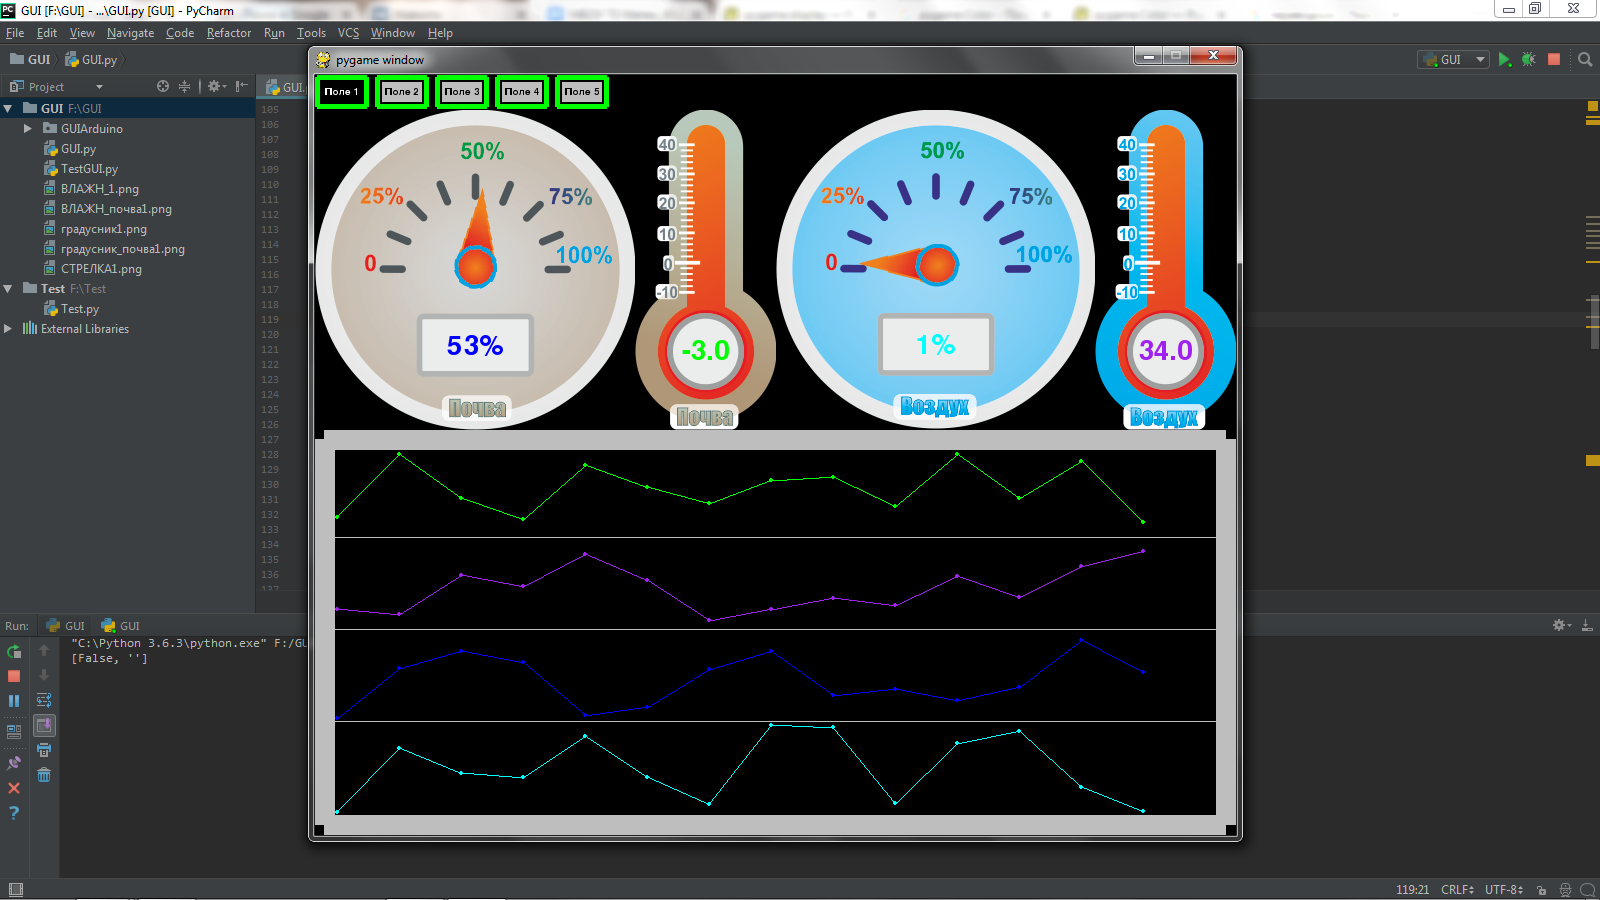 GUI [F:\GUI] - ...\GUI.py [GUI] - PyCharm
File Edit View Navigate Code Refactor Run Tools VCS Window Help
GUI GUI.py
GUI
Project
GUI F:\GUI
GUIArduino
GUI.py
TestGUI.py
ВЛАЖН_1.png
ВЛАЖН_почва1.png
градусник1.png
градусник_почва1.png
СТРЕЛКА1.png
Test F:\Test
Test.py
External Libraries
GUI.
105
106
107
108
109
110
111
112
113
114
115
116
117
118
119
120
121
122
123
124
125
126
127
128
129
130
131
132
133
134
135
136
137
pygame window
Поле 1 Поле 2 Поле 3 Поле 4 Поле 5
0 25% 50% 75% 100%
53%
Почва
40
30
20
10
0
-10
-3.0
Почва
0 25% 50% 75% 100%
1%
Воздух
40
30
20
10
0
-10
34.0
Воздух
Run: GUI GUI
"C:\Python 3.6.3\python.exe" F:/GU
[False, '']
119:21 CRLF UTF-8